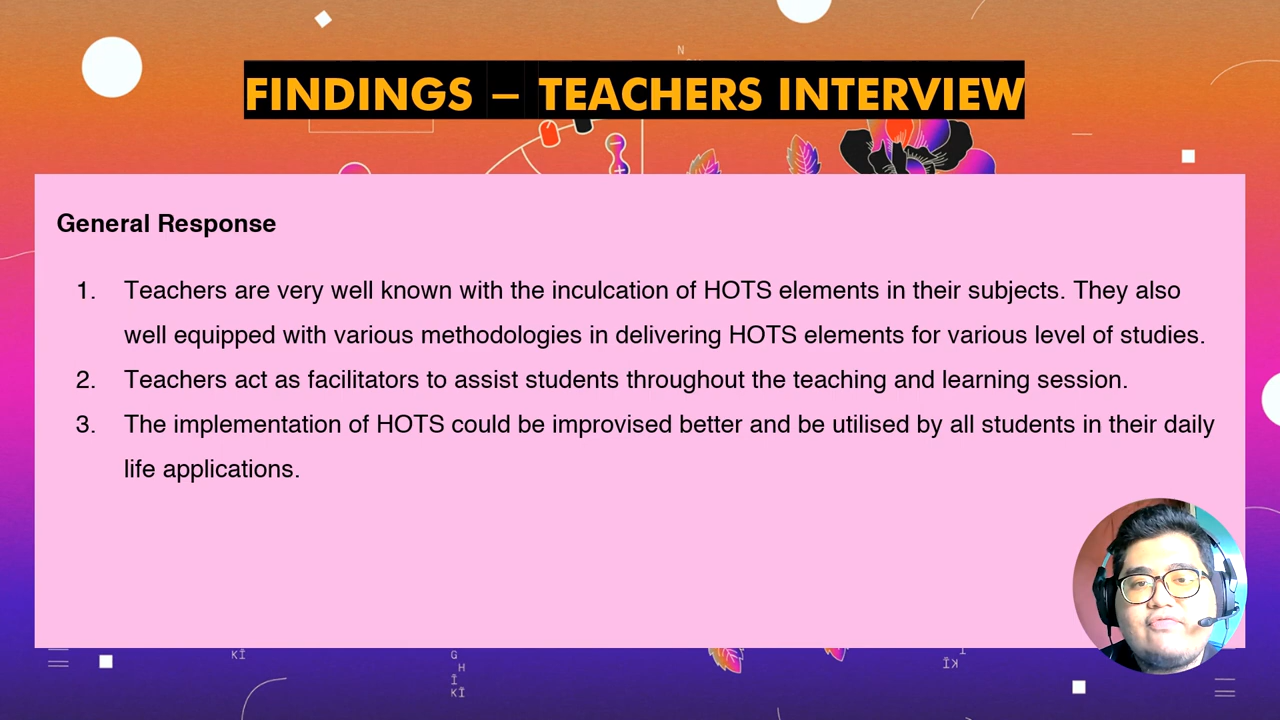 N
FINDINGS – TEACHERS INTERVIEW
General Response
1. Teachers are very well known with the inculcation of HOTS elements in their subjects. They also
well equipped with various methodologies in delivering HOTS elements for various level of studies.
2. Teachers act as facilitators to assist students throughout the teaching and learning session.
3. The implementation of HOTS could be improvised better and be utilised by all students in their daily
life applications.
KĪ
G
H
Ī
KĪ